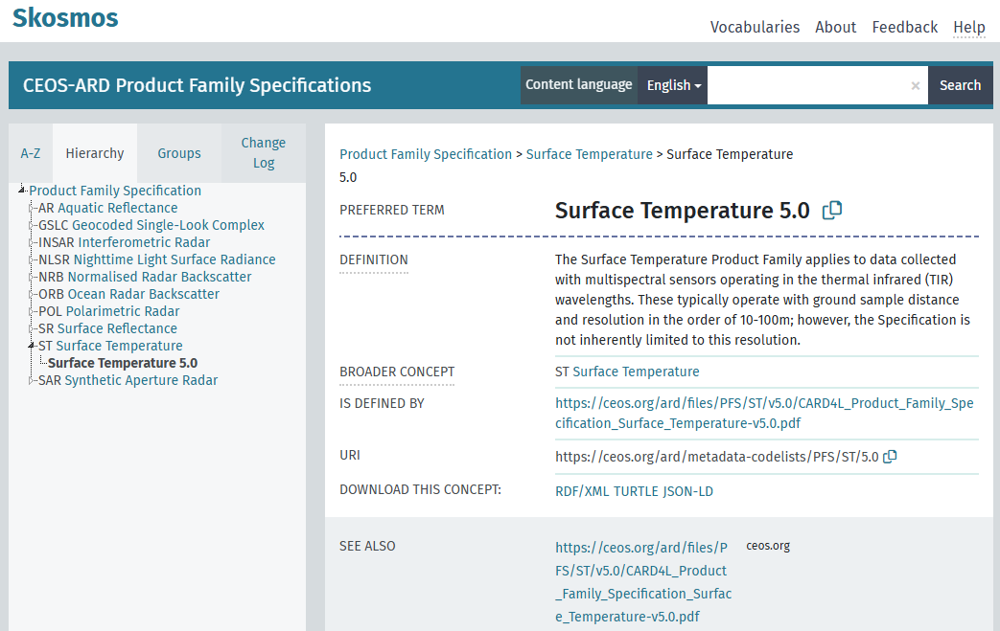 Skosmos
Vocabularies About Feedback Help
CEOS-ARD Product Family Specifications
Content language English × Search
A-Z Hierarchy Groups Change
Log
Product Family Specification
AR Aquatic Reflectance
GSLC Geocoded Single-Look Complex
INSAR Interferometric Radar
NLSR Nighttime Light Surface Radiance
NRB Normalised Radar Backscatter
ORB Ocean Radar Backscatter
POL Polarimetric Radar
SR Surface Reflectance
ST Surface Temperature
Surface Temperature 5.0
SAR Synthetic Aperture Radar
Product Family Specification > Surface Temperature > Surface Temperature
5.0
PREFERRED TERM Surface Temperature 5.0
DEFINITION The Surface Temperature Product Family applies to data collected
with multispectral sensors operating in the thermal infrared (TIR)
wavelengths. These typically operate with ground sample distance
and resolution in the order of 10-100m; however, the Specification is
not inherently limited to this resolution.
BROADER CONCEPT ST Surface Temperature
IS DEFINED BY https://ceos.org/ard/files/PFS/ST/v5.0/CARD4L_Product_Family_Spe
cification_Surface_Temperature-v5.0.pdf
URI https://ceos.org/ard/metadata-codelists/PFS/ST/5.0
DOWNLOAD THIS CONCEPT: RDF/XML TURTLE JSON-LD
SEE ALSO https://ceos.org/ard/files/P ceos.org
FS/ST/v5.0/CARD4L_Product
_Family_Specification_Surfac
e_Temperature-v5.0.pdf